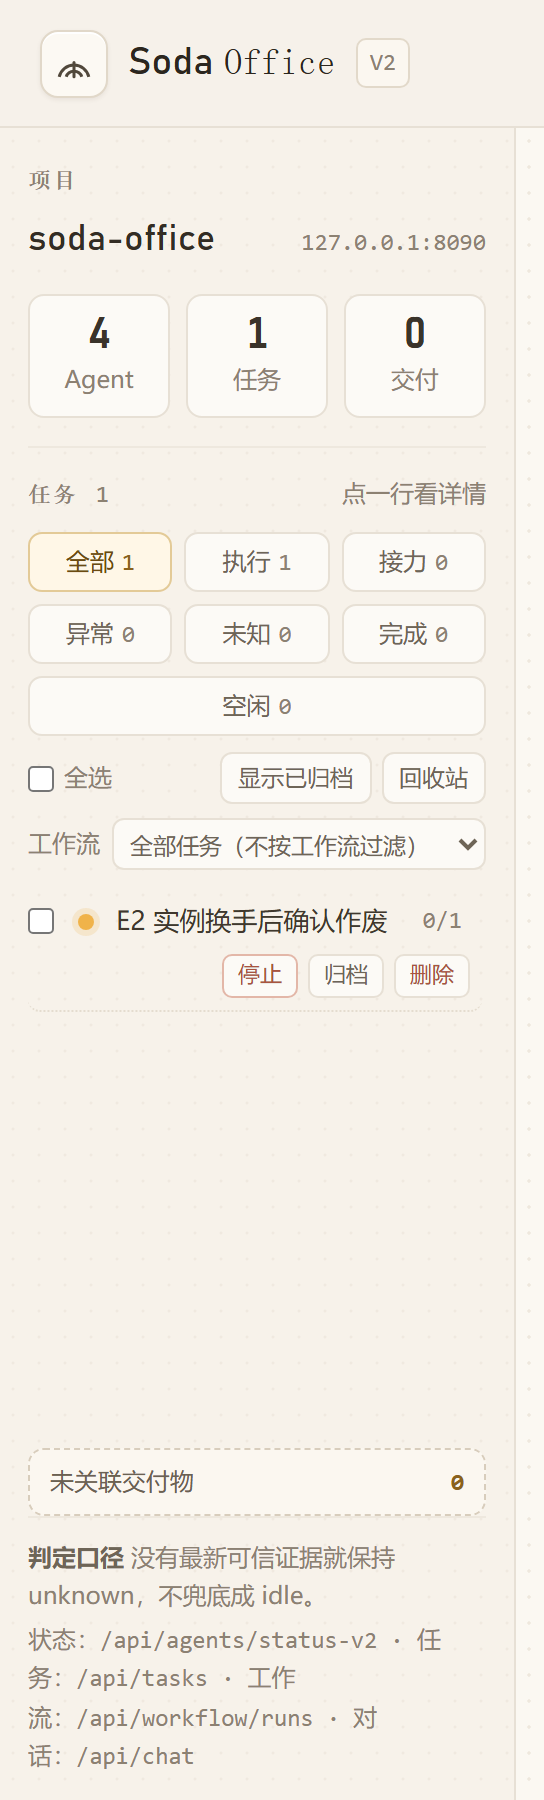 Soda Office V2
项目
soda-office 127.0.0.1:8090
4 1 0
Agent 任务 交付
任务 1 点一行看详情
全部 1 执行 1 接力 0
异常 0 未知 0 完成 0
空闲 0
全选 显示已归档 回收站
工作流 全部任务（不按工作流过滤）
E2 实例换手后确认作废 0/1
停止 归档 删除
未关联交付物 0
判定口径 没有最新可信证据就保持
unknown，不兜底成 idle。
状态：/api/agents/status-v2 · 任
务：/api/tasks · 工作
流：/api/workflow/runs · 对
话：/api/chat